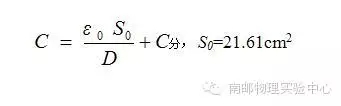 C = ε₀ S₀ / D + C分, S₀=21.61cm²
南邮物理实验中心